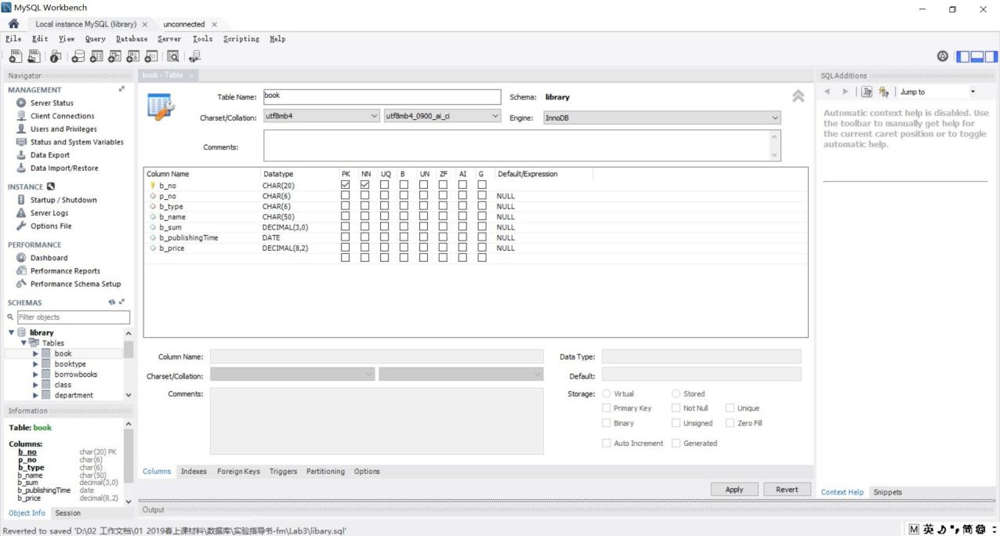 MySQL Workbench
Local instance MySQL (library) × unconnected ×
File Edit View Query Database Server Tools Scripting Help
Navigator
MANAGEMENT
Server Status
Client Connections
Users and Privileges
Status and System Variables
Data Export
Data Import/Restore
INSTANCE
Startup / Shutdown
Server Logs
Options File
PERFORMANCE
Dashboard
Performance Reports
Performance Schema Setup
SCHEMAS
Filter objects
library
Tables
book
booktype
borrowbooks
class
department
Information
Table: book
Columns:
b_no char(20) PK
p_no char(6)
b_type char(6)
b_name char(50)
b_sum decimal(3,0)
b_publishingTime date
b_price decimal(8,2)
Object Info Session
book - Table ×
Table Name: book Schema: library
Charset/Collation: utf8mb4 utf8mb4_0900_ai_ci Engine: InnoDB
Comments:
Column Name Datatype PK NN UQ B UN ZF AI G Default/Expression
b_no CHAR(20)
p_no CHAR(6) NULL
b_type CHAR(6) NULL
b_name CHAR(50) NULL
b_sum DECIMAL(3,0) NULL
b_publishingTime DATE NULL
b_price DECIMAL(8,2) NULL
Column Name: Data Type:
Charset/Collation: Default:
Comments: Storage: Virtual Stored
Primary Key Not Null Unique
Binary Unsigned Zero Fill
Auto Increment Generated
Columns Indexes Foreign Keys Triggers Partitioning Options
Apply Revert
Output
SQLAdditions
Jump to
Automatic context help is disabled. Use
the toolbar to manually get help for
the current caret position or to toggle
automatic help.
Context Help Snippets
Reverted to saved 'D:\02 工作文档\01 2019春上课材料\数据库\实验指导书-fm\Lab3\libary.sql'
M 英 简